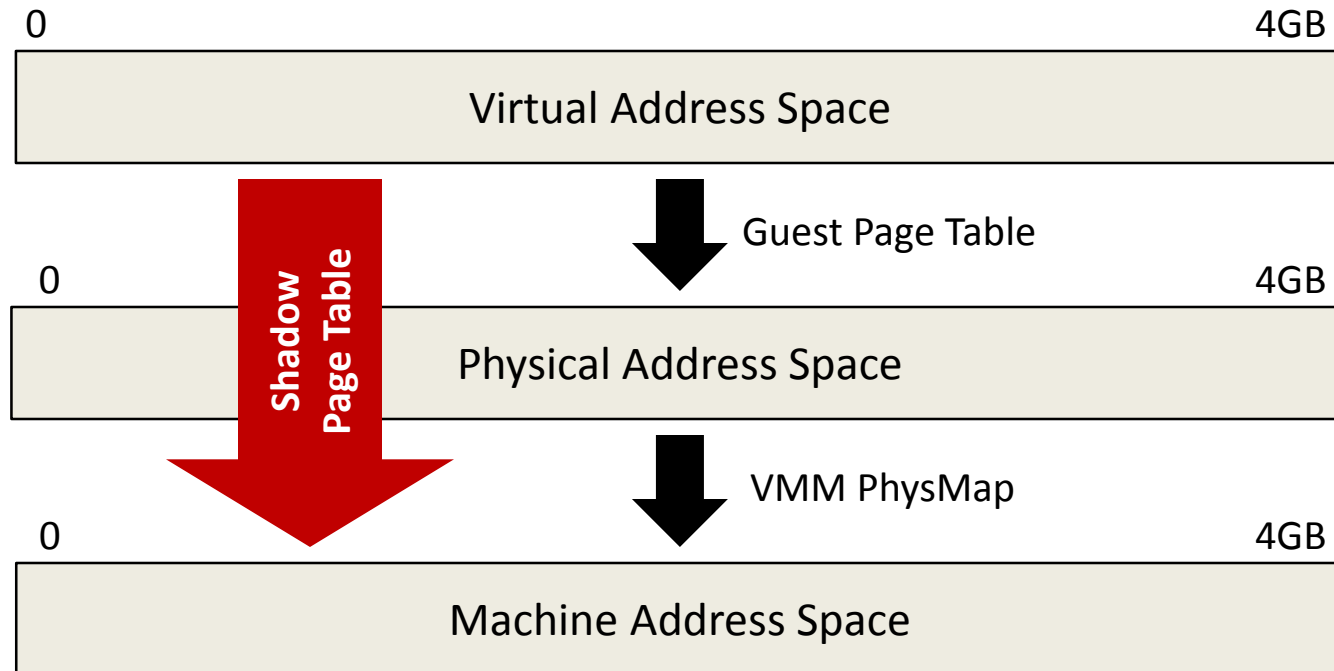 0 4GB
Virtual Address Space
Guest Page Table
0 4GB
Shadow
Page Table
Physical Address Space
VMM PhysMap
0 4GB
Machine Address Space